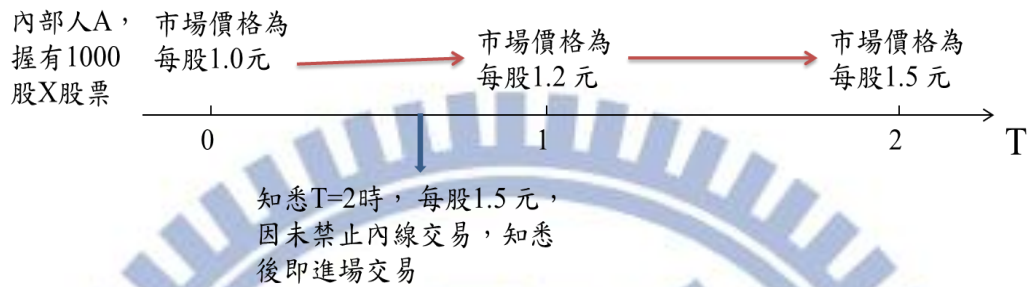 內部人A，
握有1000
股X股票
市場價格為
每股1.0元
市場價格為
每股1.2 元
市場價格為
每股1.5 元
0
1
2
T
知悉T=2時， 每股1.5 元，
因未禁止內線交易，知悉
後即進場交易